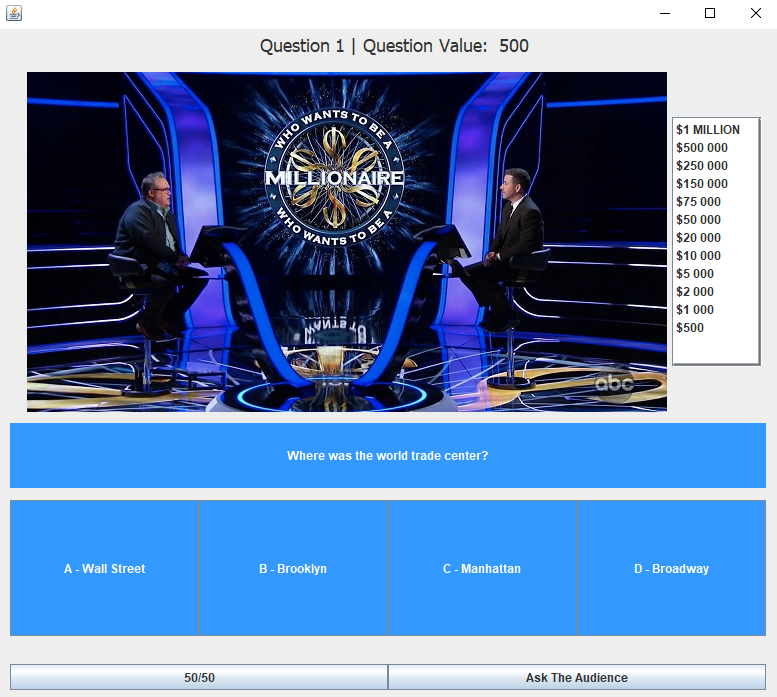 Question 1 | Question Value: 500
WHO WANTS TO BE A
MILLIONAIRE
WHO WANTS TO BE A
abc
$1 MILLION
$500 000
$250 000
$150 000
$75 000
$50 000
$20 000
$10 000
$5 000
$2 000
$1 000
$500
Where was the world trade center?
A - Wall Street
B - Brooklyn
C - Manhattan
D - Broadway
50/50
Ask The Audience